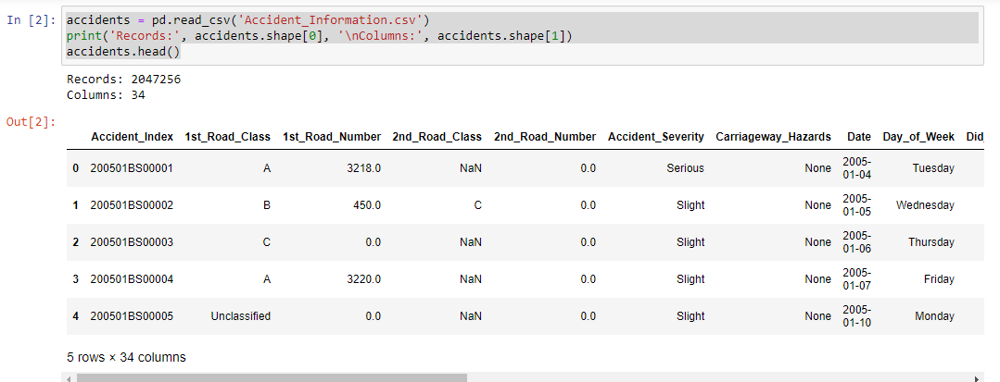 In [2]: accidents = pd.read_csv('Accident_Information.csv')
print('Records:', accidents.shape[0], '\nColumns:', accidents.shape[1])
accidents.head()
Records: 2047256
Columns: 34
Out[2]:
Accident_Index 1st_Road_Class 1st_Road_Number 2nd_Road_Class 2nd_Road_Number Accident_Severity Carriageway_Hazards Date Day_of_Week Did
0 200501BS00001 A 3218.0 NaN 0.0 Serious None 2005-01-04 Tuesday
1 200501BS00002 B 450.0 C 0.0 Slight None 2005-01-05 Wednesday
2 200501BS00003 C 0.0 NaN 0.0 Slight None 2005-01-06 Thursday
3 200501BS00004 A 3220.0 NaN 0.0 Slight None 2005-01-07 Friday
4 200501BS00005 Unclassified 0.0 NaN 0.0 Slight None 2005-01-10 Monday
5 rows × 34 columns